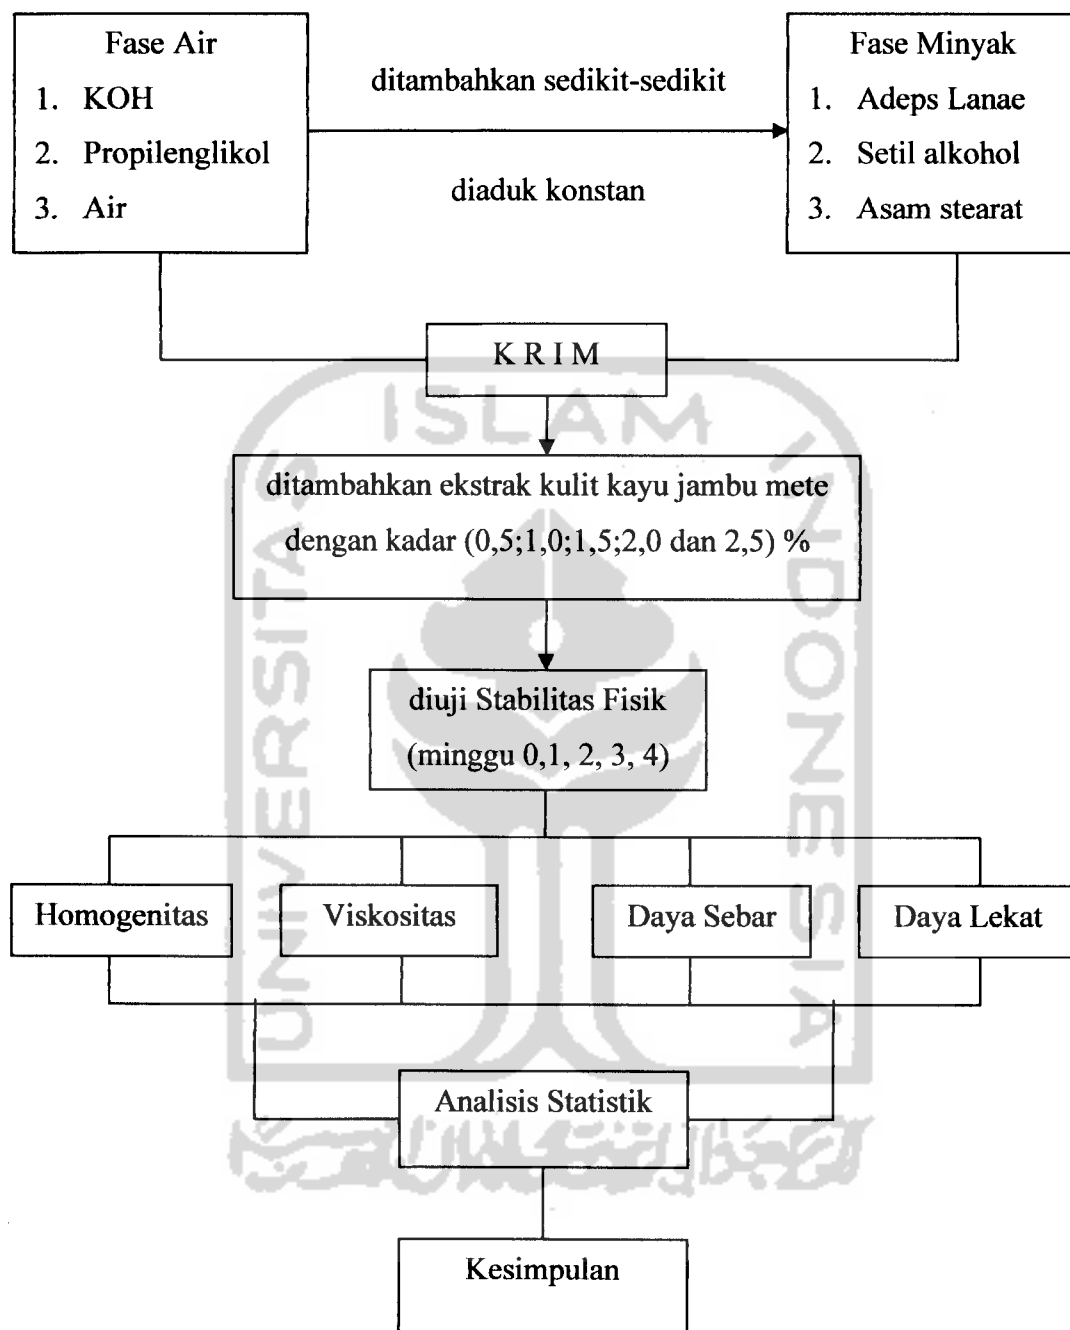 Fase Air
1. KOH
2. Propilenglikol
3. Air
ditambahkan sedikit-sedikit
diaduk konstan
Fase Minyak
1. Adeps Lanae
2. Setil alkohol
3. Asam stearat
K R I M
ditambahkan ekstrak kulit kayu jambu mete
dengan kadar (0,5;1,0;1,5;2,0 dan 2,5) %
diuji Stabilitas Fisik
(minggu 0,1, 2, 3, 4)
Homogenitas
Viskositas
Daya Sebar
Daya Lekat
Analisis Statistik
Kesimpulan
UNIVERSITAS
ISLAM
INDONESIA